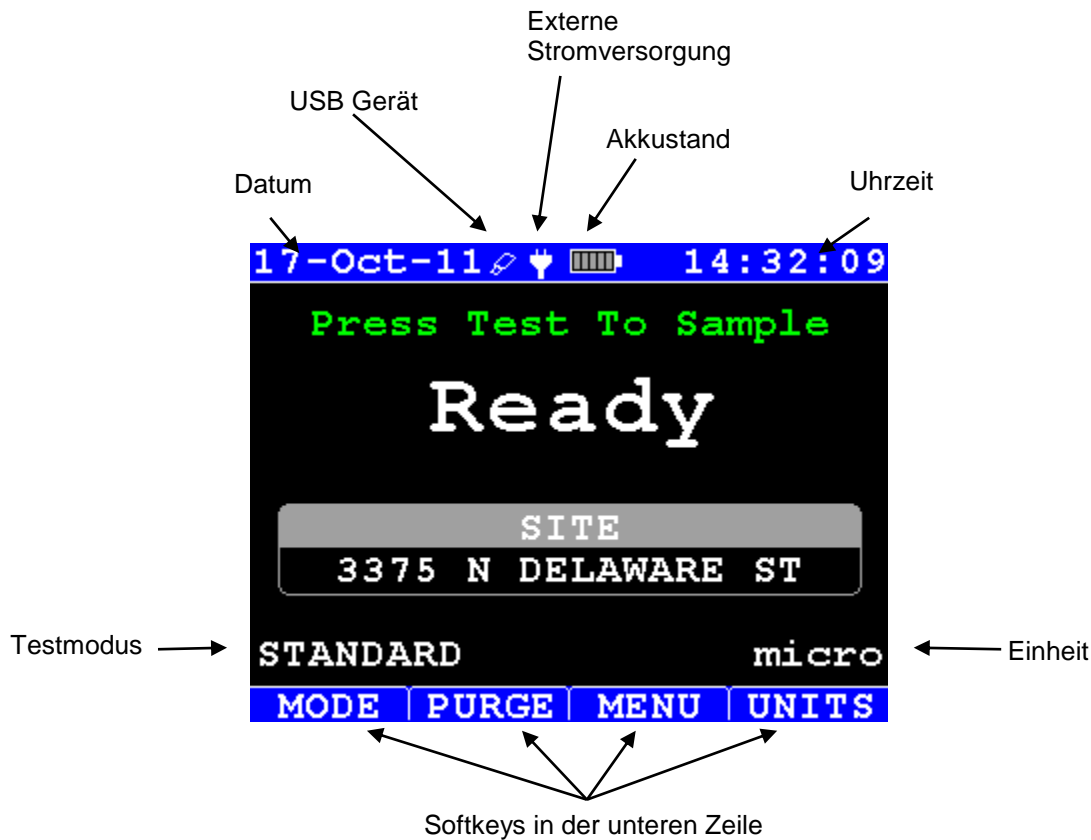 Externe
Stromversorgung
USB Gerät
Akkustand
Datum
Uhrzeit
17-Oct-11 14:32:09
Press Test To Sample
Ready
SITE
3375 N DELAWARE ST
Testmodus
STANDARD
micro
Einheit
MODE PURGE MENU UNITS
Softkeys in der unteren Zeile